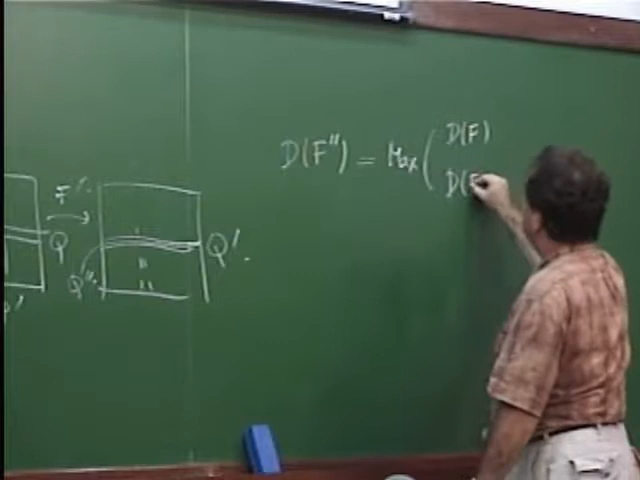 D(F'') = Max( D(F)
D(F
F'
Q
Q'.
Q''